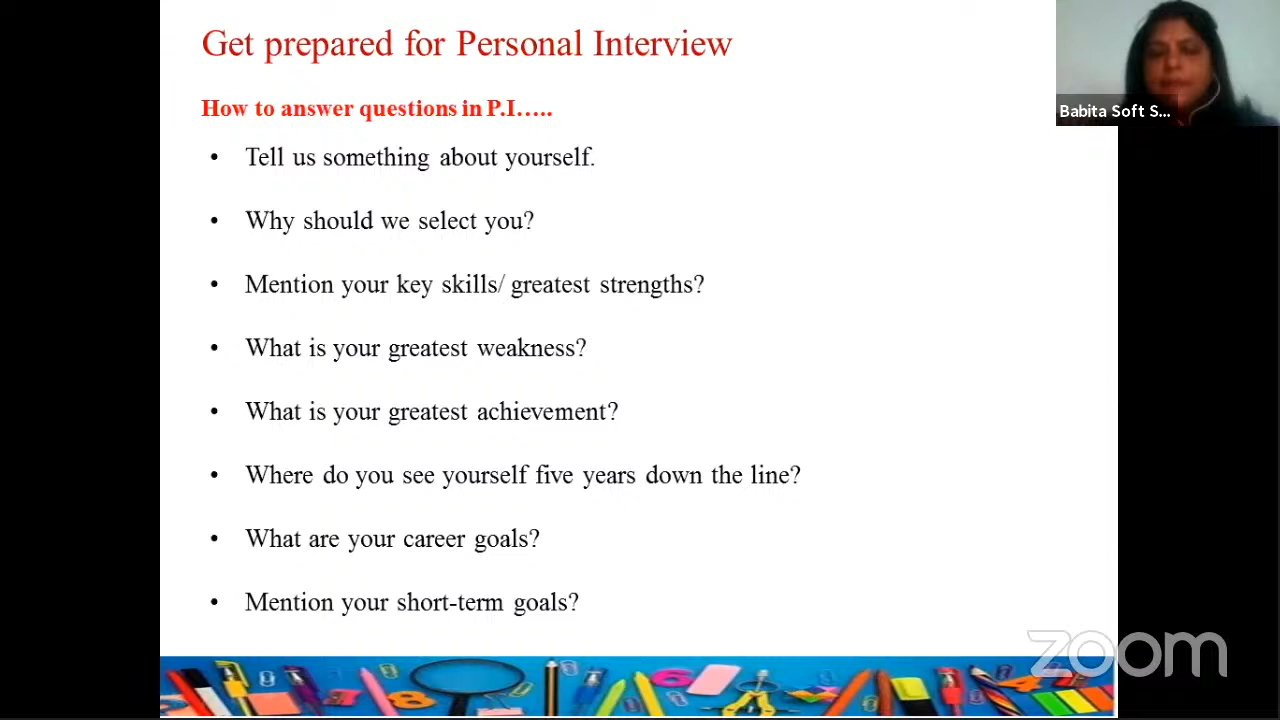 Get prepared for Personal Interview
How to answer questions in P.I…..
• Tell us something about yourself.
• Why should we select you?
• Mention your key skills/ greatest strengths?
• What is your greatest weakness?
• What is your greatest achievement?
• Where do you see yourself five years down the line?
• What are your career goals?
• Mention your short-term goals?
Babita Soft S...
zoom